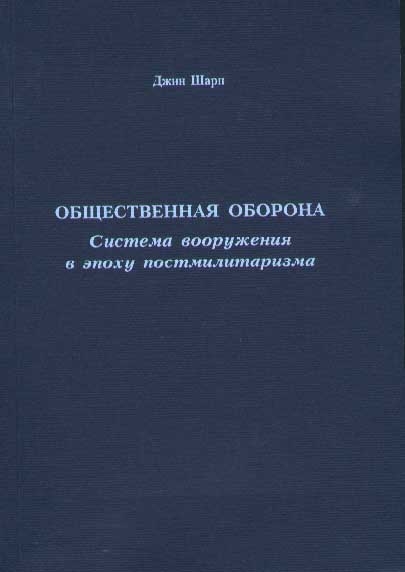 Джин Шарп
ОБЩЕСТВЕННАЯ ОБОРОНА
Система вооружения
в эпоху постмилитаризма